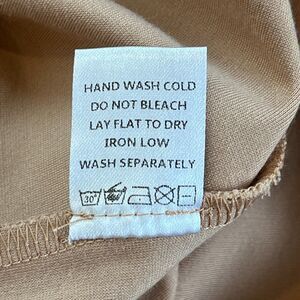 HAND WASH COLD
DO NOT BLEACH
LAY FLAT TO DRY
IRON LOW
WASH SEPARATELY
30°